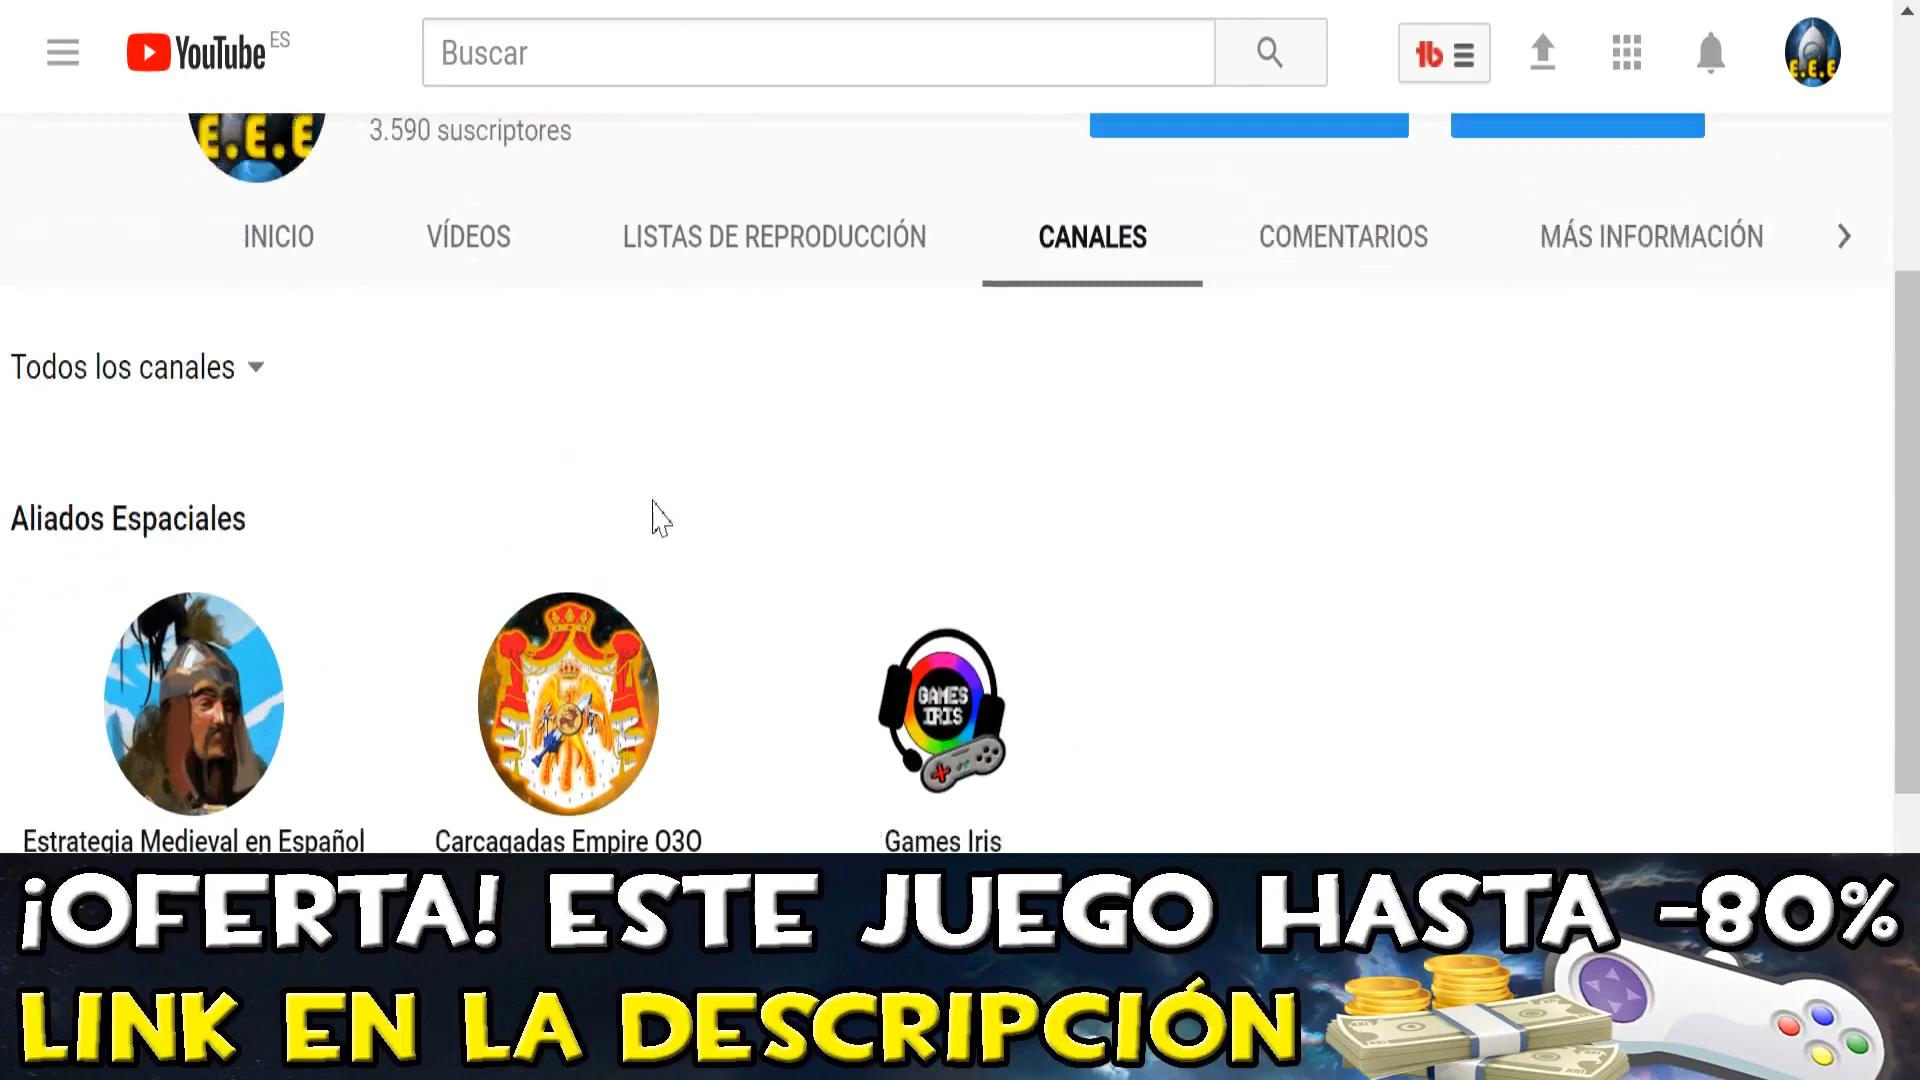 YouTube ES
Buscar
E.E.E
E.E.E
3.590 suscriptores
INICIO VÍDEOS LISTAS DE REPRODUCCIÓN CANALES COMENTARIOS MÁS INFORMACIÓN
Todos los canales
Aliados Espaciales
GAMES
IRIS
Estrategia Medieval en Español Carcagadas Empire O3O Games Iris
¡OFERTA! ESTE JUEGO HASTA -80%
LINK EN LA DESCRIPCIÓN